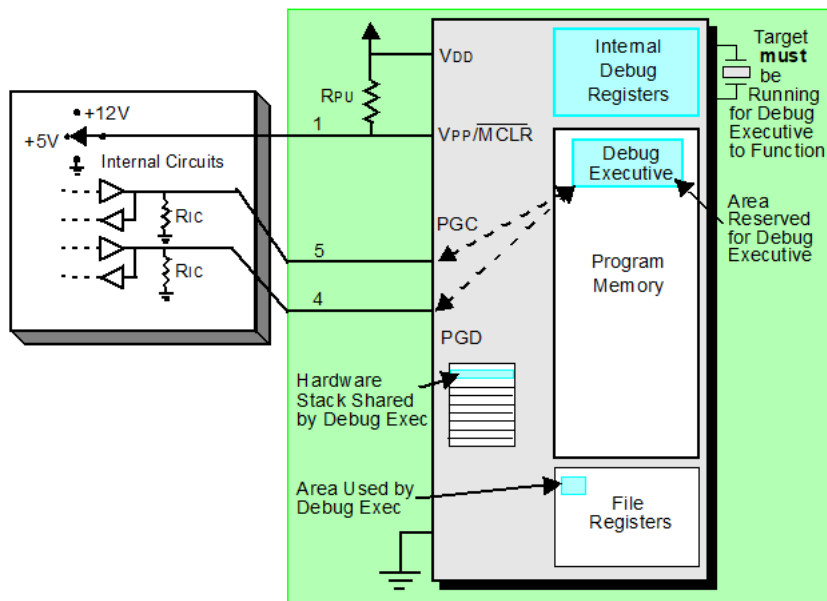 +12V
+5V
Internal Circuits
RIC
RIC
1
5
4
RPU
VDD
VPP/MCLR
PGC
PGD
Internal
Debug
Registers
Target
must
be
Running
for Debug
Executive
to Function
Debug
Executive
Area
Reserved
for Debug
Executive
Program
Memory
Hardware
Stack Shared
by Debug Exec
Area Used by
Debug Exec
File
Registers